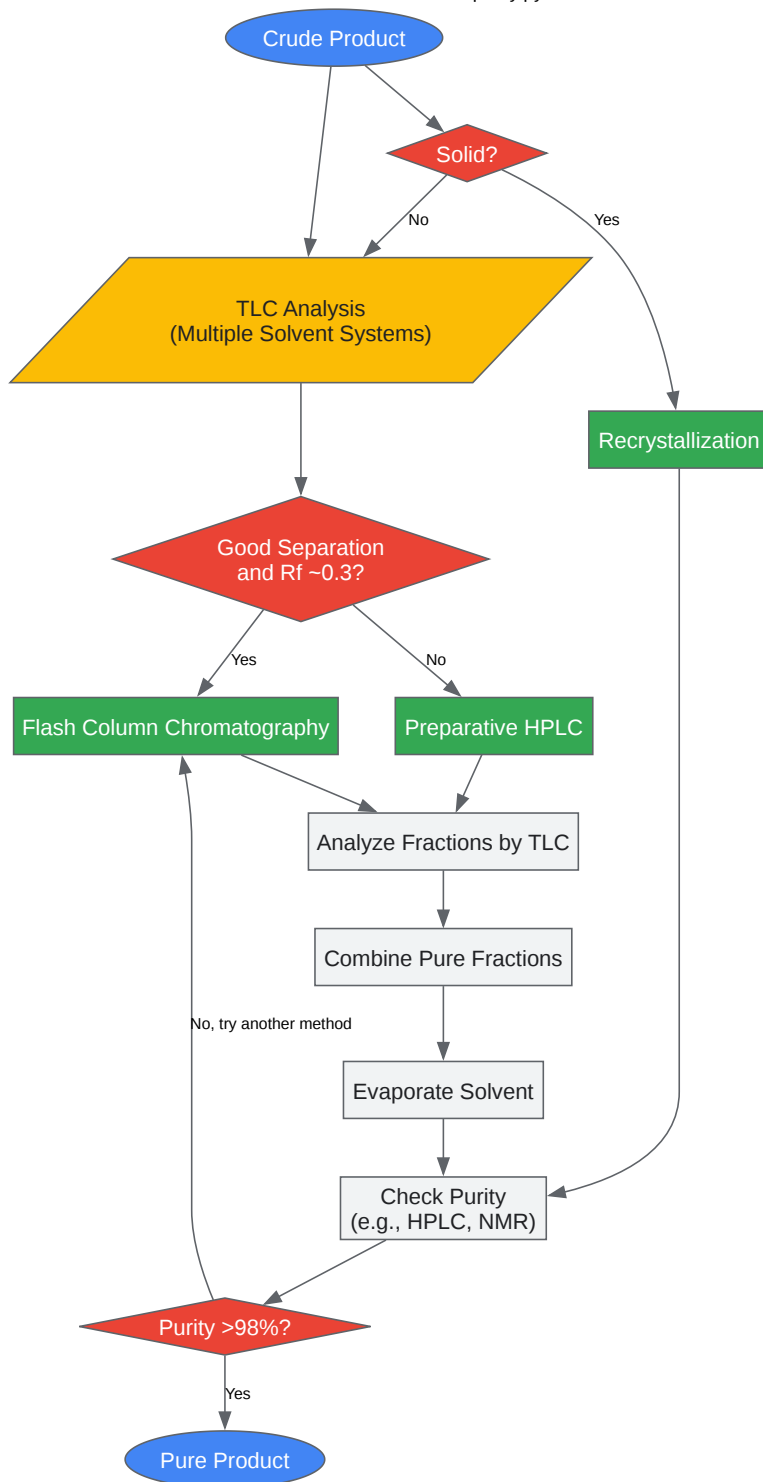 Crude Product
Solid?
No
Yes
TLC Analysis
(Multiple Solvent Systems)
Recrystallization
Good Separation
and Rf ~0.3?
Yes
No
Flash Column Chromatography
Preparative HPLC
Analyze Fractions by TLC
Combine Pure Fractions
No, try another method
Evaporate Solvent
Check Purity
(e.g., HPLC, NMR)
Purity >98%?
Yes
Pure Product